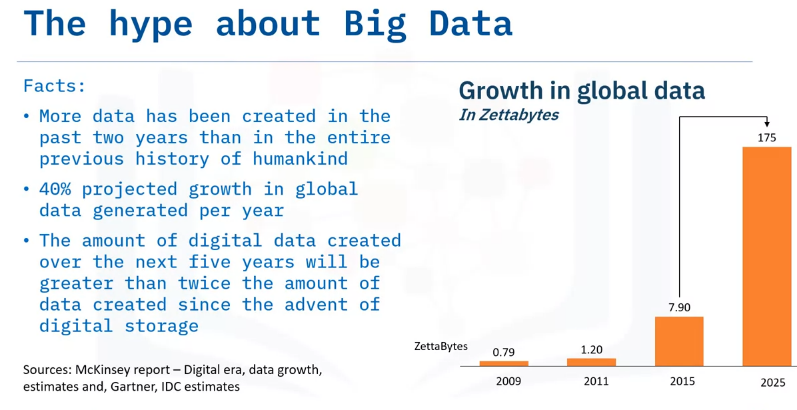 The hype about Big Data
Facts:
• More data has been created in the
past two years than in the entire
previous history of humankind
• 40% projected growth in global
data generated per year
• The amount of digital data created
over the next five years will be
greater than twice the amount of
data created since the advent of
digital storage
Sources: McKinsey report – Digital era, data growth,
estimates and, Gartner, IDC estimates
Growth in global data
In Zettabytes
175
7.90
ZettaBytes
0.79
1.20
2009
2011
2015
2025